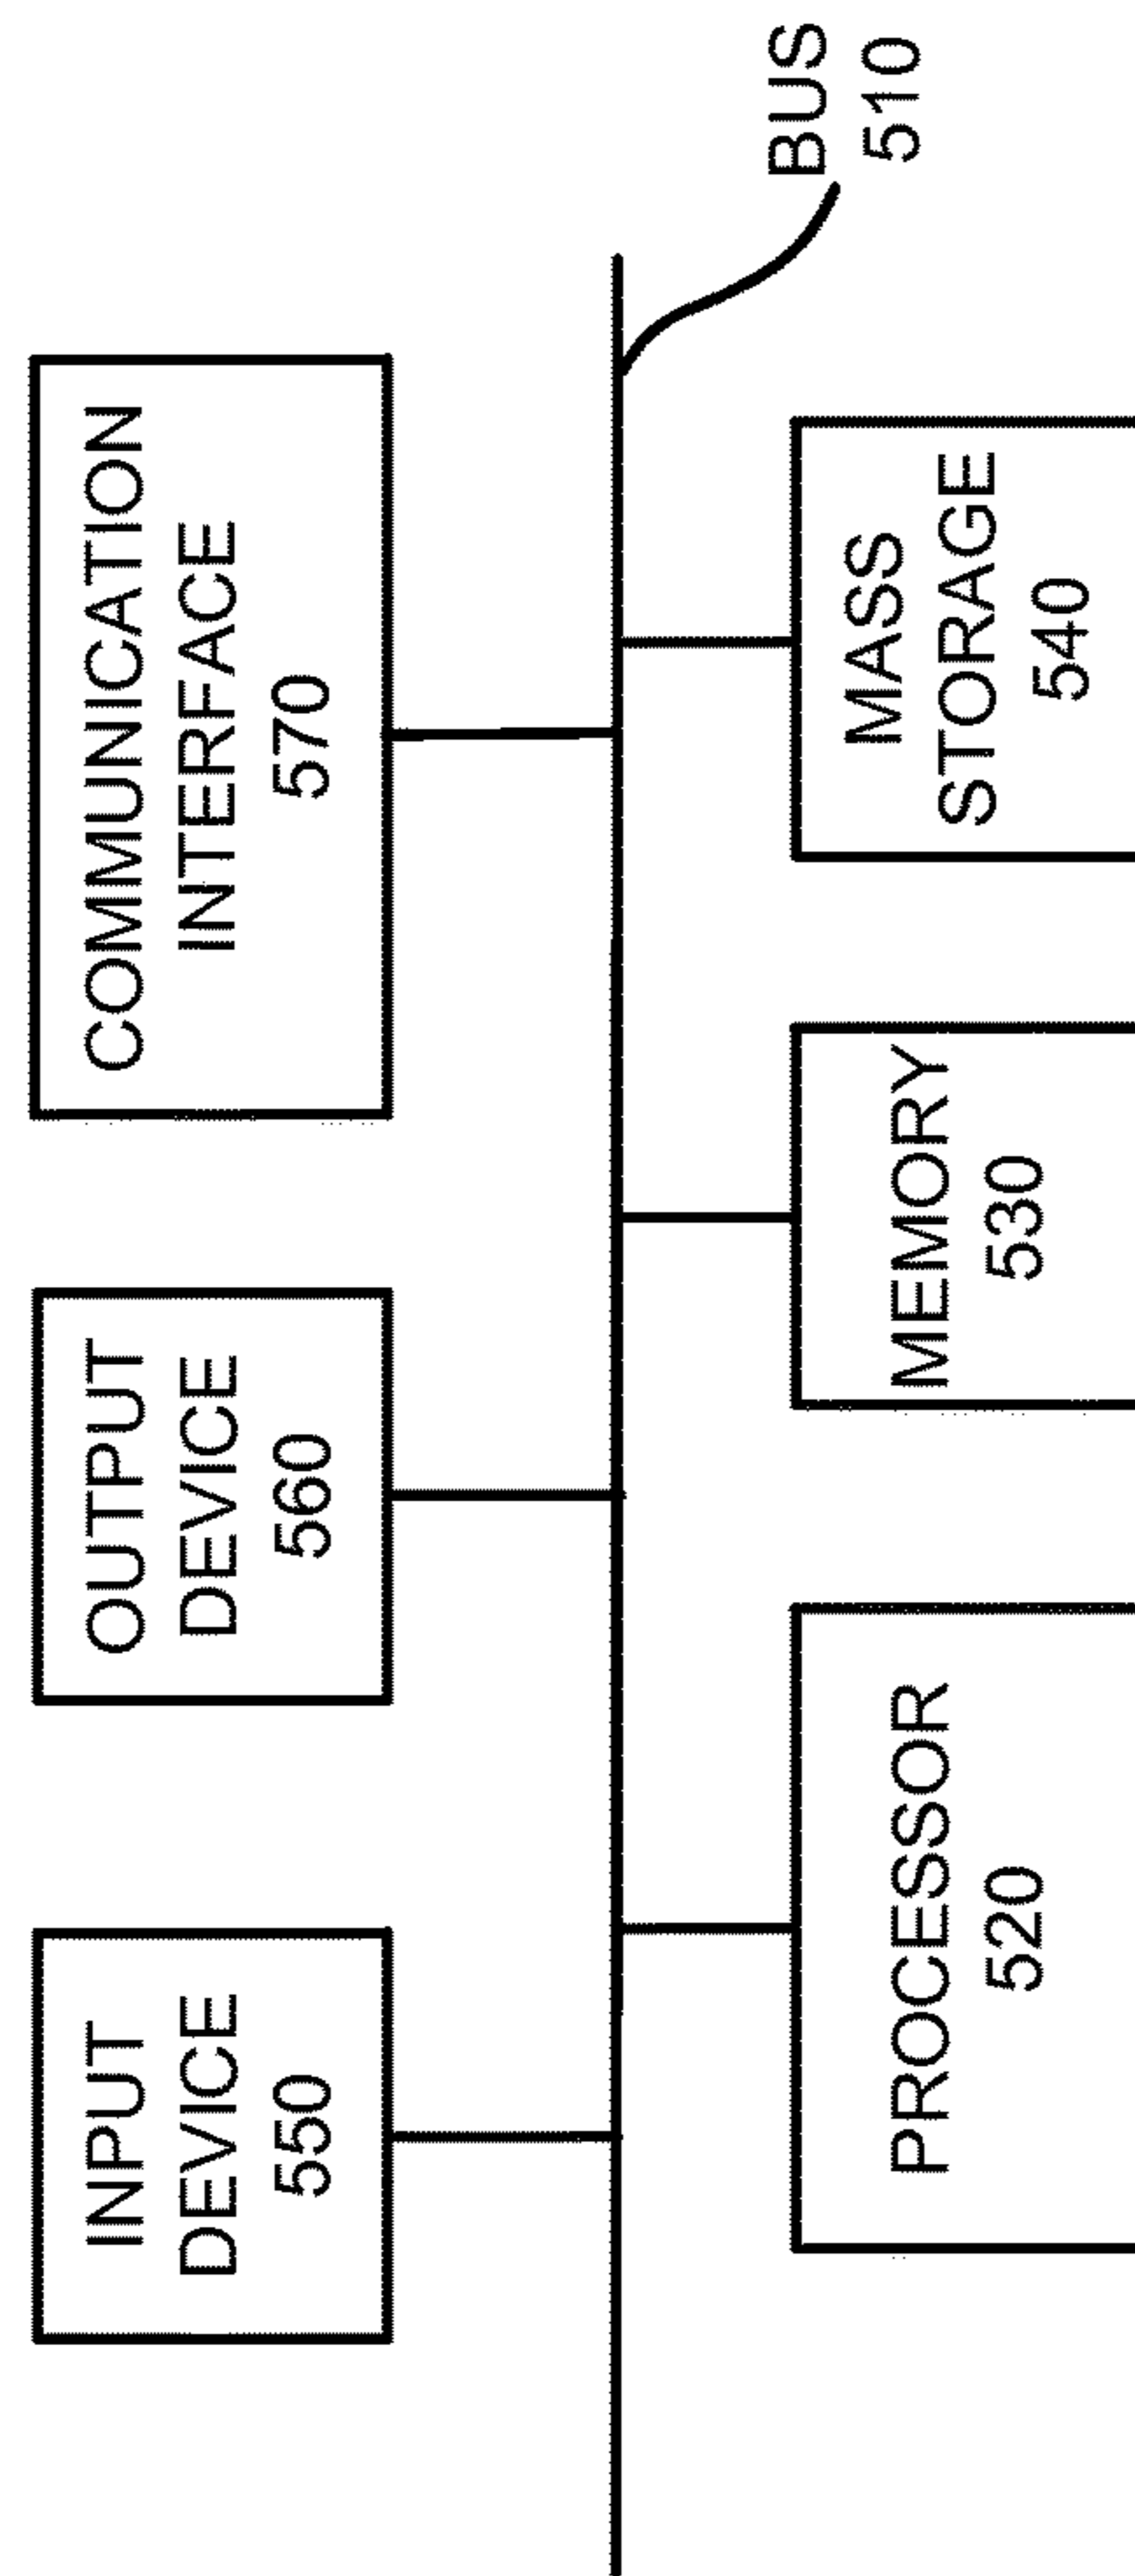 INPUT
DEVICE
550
OUTPUT
DEVICE
560
COMMUNICATION
INTERFACE
570
BUS
510
PROCESSOR
520
MEMORY
530
MASS
STORAGE
540